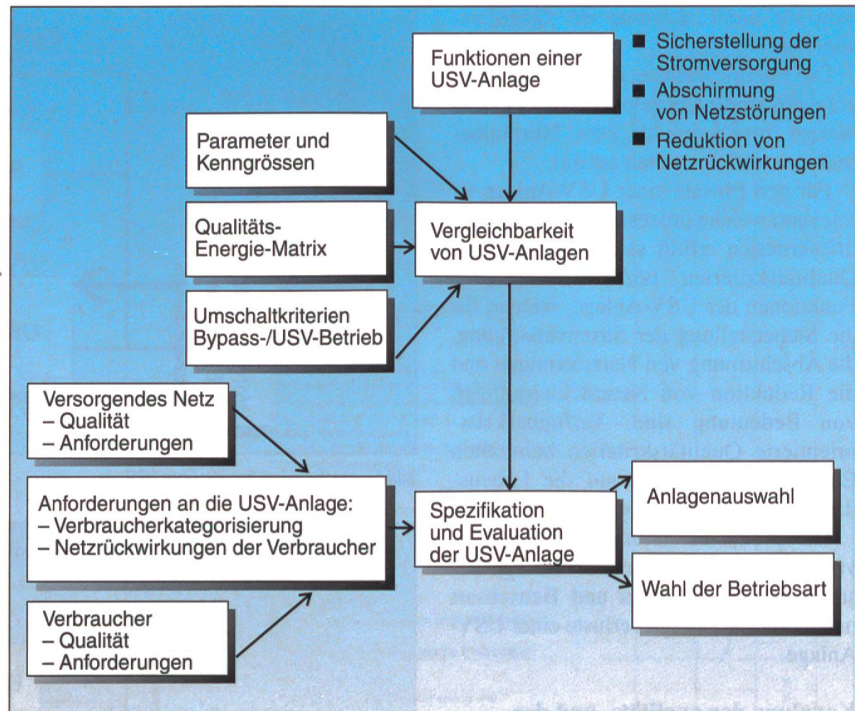 Funktionen einer
USV-Anlage
■ Sicherstellung der
Stromversorgung
■ Abschirmung
von Netzstörungen
■ Reduktion von
Netzrückwirkungen
Parameter und
Kenngrössen
Qualitäts-
Energie-Matrix
Umschaltkriterien
Bypass-/USV-Betrieb
Vergleichbarkeit
von USV-Anlagen
Versorgendes Netz
– Qualität
– Anforderungen
Anforderungen an die USV-Anlage:
– Verbraucherkategorisierung
– Netzrückwirkungen der Verbraucher
Verbraucher
– Qualität
– Anforderungen
Spezifikation
und Evaluation
der USV-Anlage
Anlagenauswahl
Wahl der Betriebsart